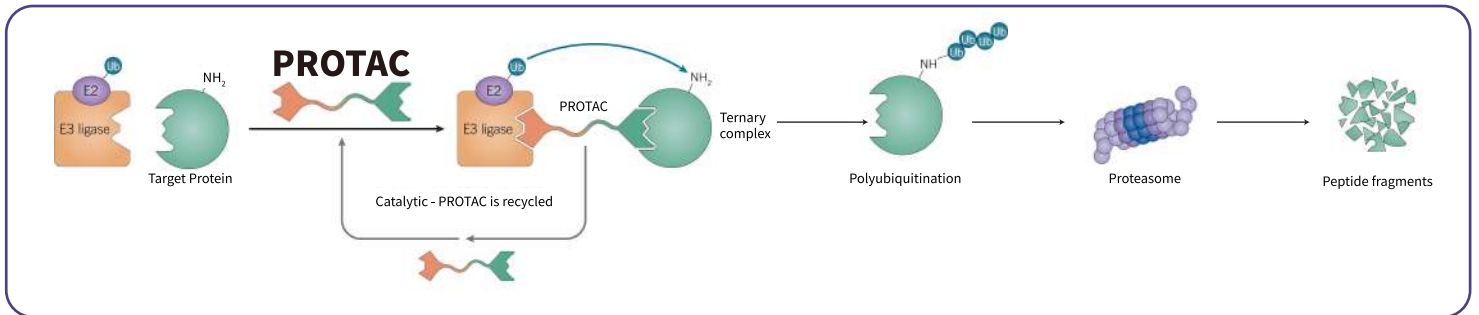 PROTAC
Ub
E2
E3 ligase
NH2
Target Protein
Ub
E2
E3 ligase
PROTAC
NH2
Ternary
complex
Catalytic - PROTAC is recycled
NH
Ub Ub Ub Ub
Polyubiquitination
Proteasome
Peptide fragments